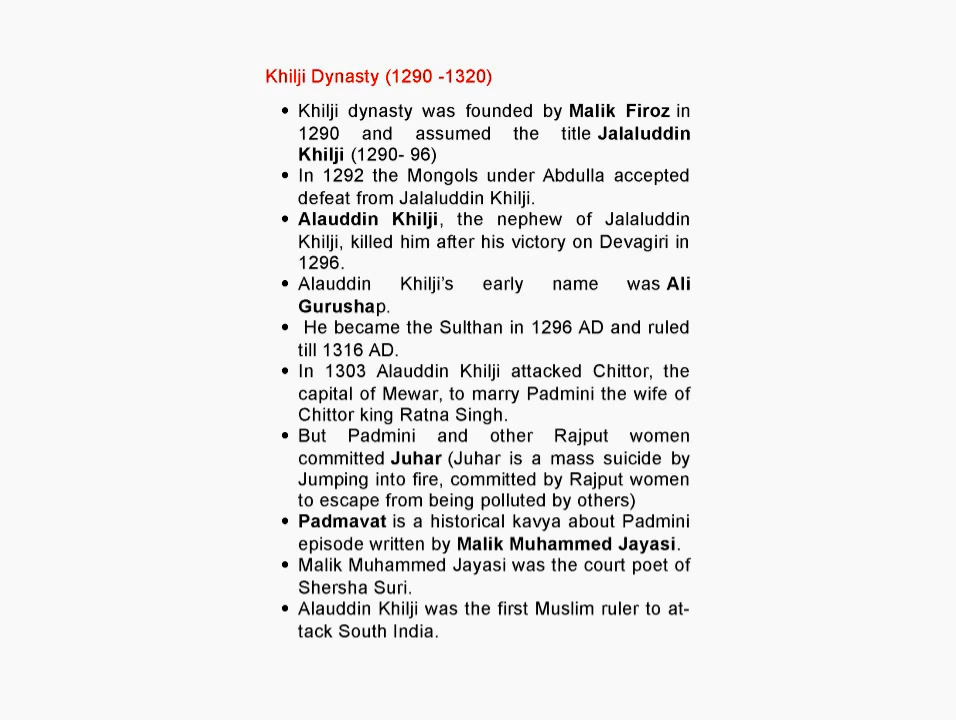 Khilji Dynasty (1290 -1320)
• Khilji dynasty was founded by Malik Firoz in
1290 and assumed the title Jalaluddin
Khilji (1290- 96)
• In 1292 the Mongols under Abdulla accepted
defeat from Jalaluddin Khilji.
• Alauddin Khilji, the nephew of Jalaluddin
Khilji, killed him after his victory on Devagiri in
1296.
• Alauddin Khilji's early name was Ali
Gurushap.
• He became the Sulthan in 1296 AD and ruled
till 1316 AD.
• In 1303 Alauddin Khilji attacked Chittor, the
capital of Mewar, to marry Padmini the wife of
Chittor king Ratna Singh.
• But Padmini and other Rajput women
committed Juhar (Juhar is a mass suicide by
Jumping into fire, committed by Rajput women
to escape from being polluted by others)
• Padmavat is a historical kavya about Padmini
episode written by Malik Muhammed Jayasi.
• Malik Muhammed Jayasi was the court poet of
Shersha Suri.
• Alauddin Khilji was the first Muslim ruler to at-
tack South India.